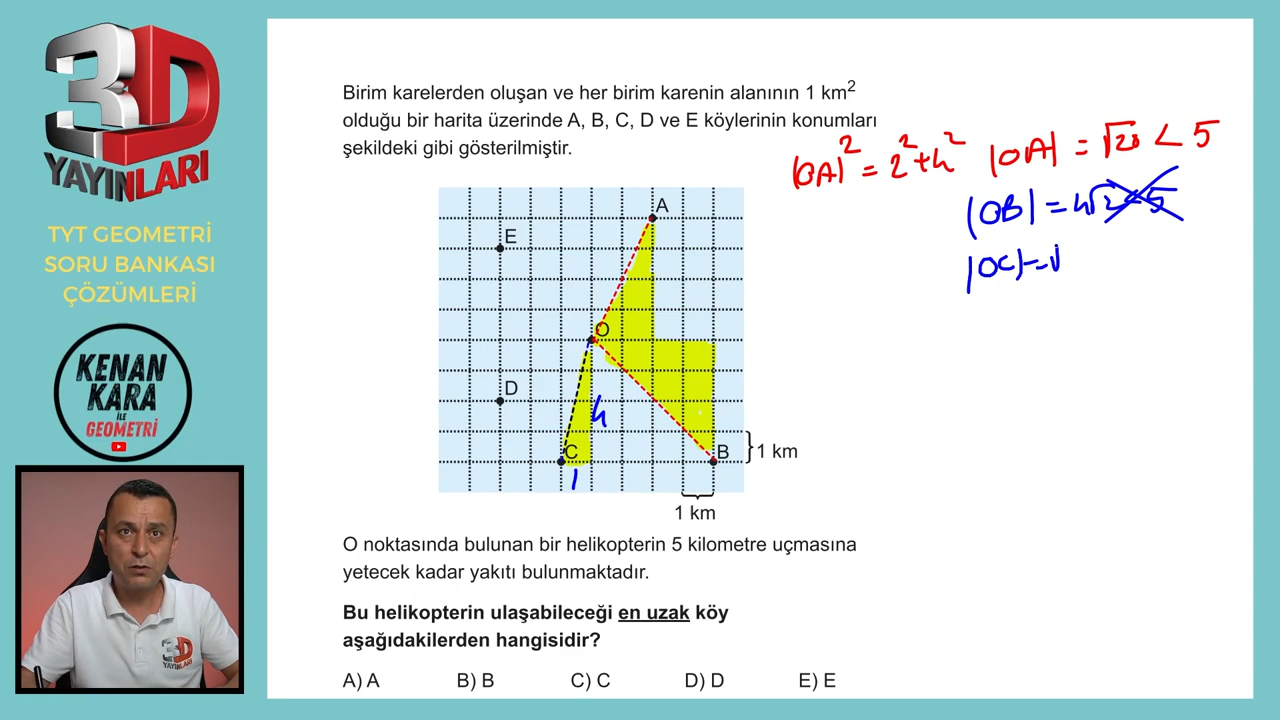 3D
YAYINLARI
TYT GEOMETRİ
SORU BANKASI
ÇÖZÜMLERİ
KENAN
KARA
İLE
GEOMETRİ
3D
YAYINLARI
Birim karelerden oluşan ve her birim karenin alanının 1 km²
olduğu bir harita üzerinde A, B, C, D ve E köylerinin konumları
şekildeki gibi gösterilmiştir.
|OA|² = 2² + 4² |OA| = √20 < 5
|OB| = 4√2 < 5
|OC| = √
A
E
O
D
4
C
B
1 km
1
1 km
O noktasında bulunan bir helikopterin 5 kilometre uçmasına
yetecek kadar yakıtı bulunmaktadır.
Bu helikopterin ulaşabileceği en uzak köy
aşağıdakilerden hangisidir?
A) A B) B C) C D) D E) E